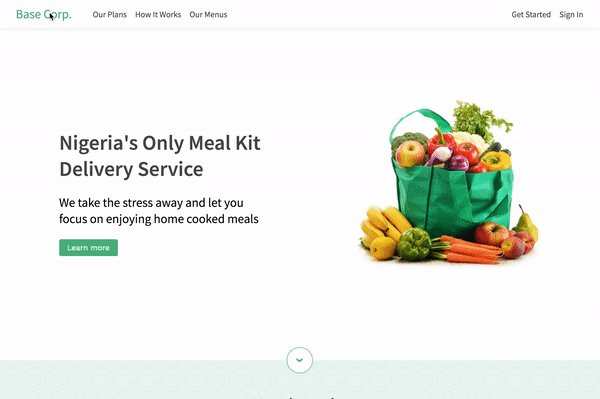 Base Corp.
Our Plans
How It Works
Our Menus
Get Started
Sign In
Nigeria's Only Meal Kit
Delivery Service
We take the stress away and let you
focus on enjoying home cooked meals
Learn more